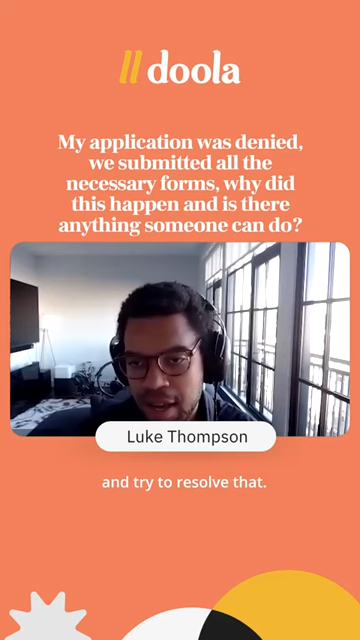 doola
My application was denied,
we submitted all the
necessary forms, why did
this happen and is there
anything someone can do?
Luke Thompson
and try to resolve that.